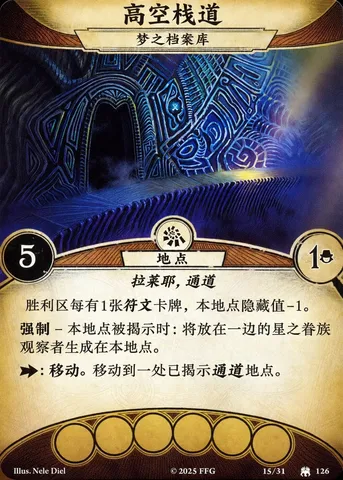 高空栈道
梦之档案库
5
地点
1
拉莱耶,通道
胜利区每有1张符文卡牌,本地点隐藏值-1。
强制 – 本地点被揭示时:将放在一边的星之眷族
观察者生成在本地点。
:移动。移动到一处已揭示通道地点。
Illus. Nele Diel
© 2025 FFG
15/31
126